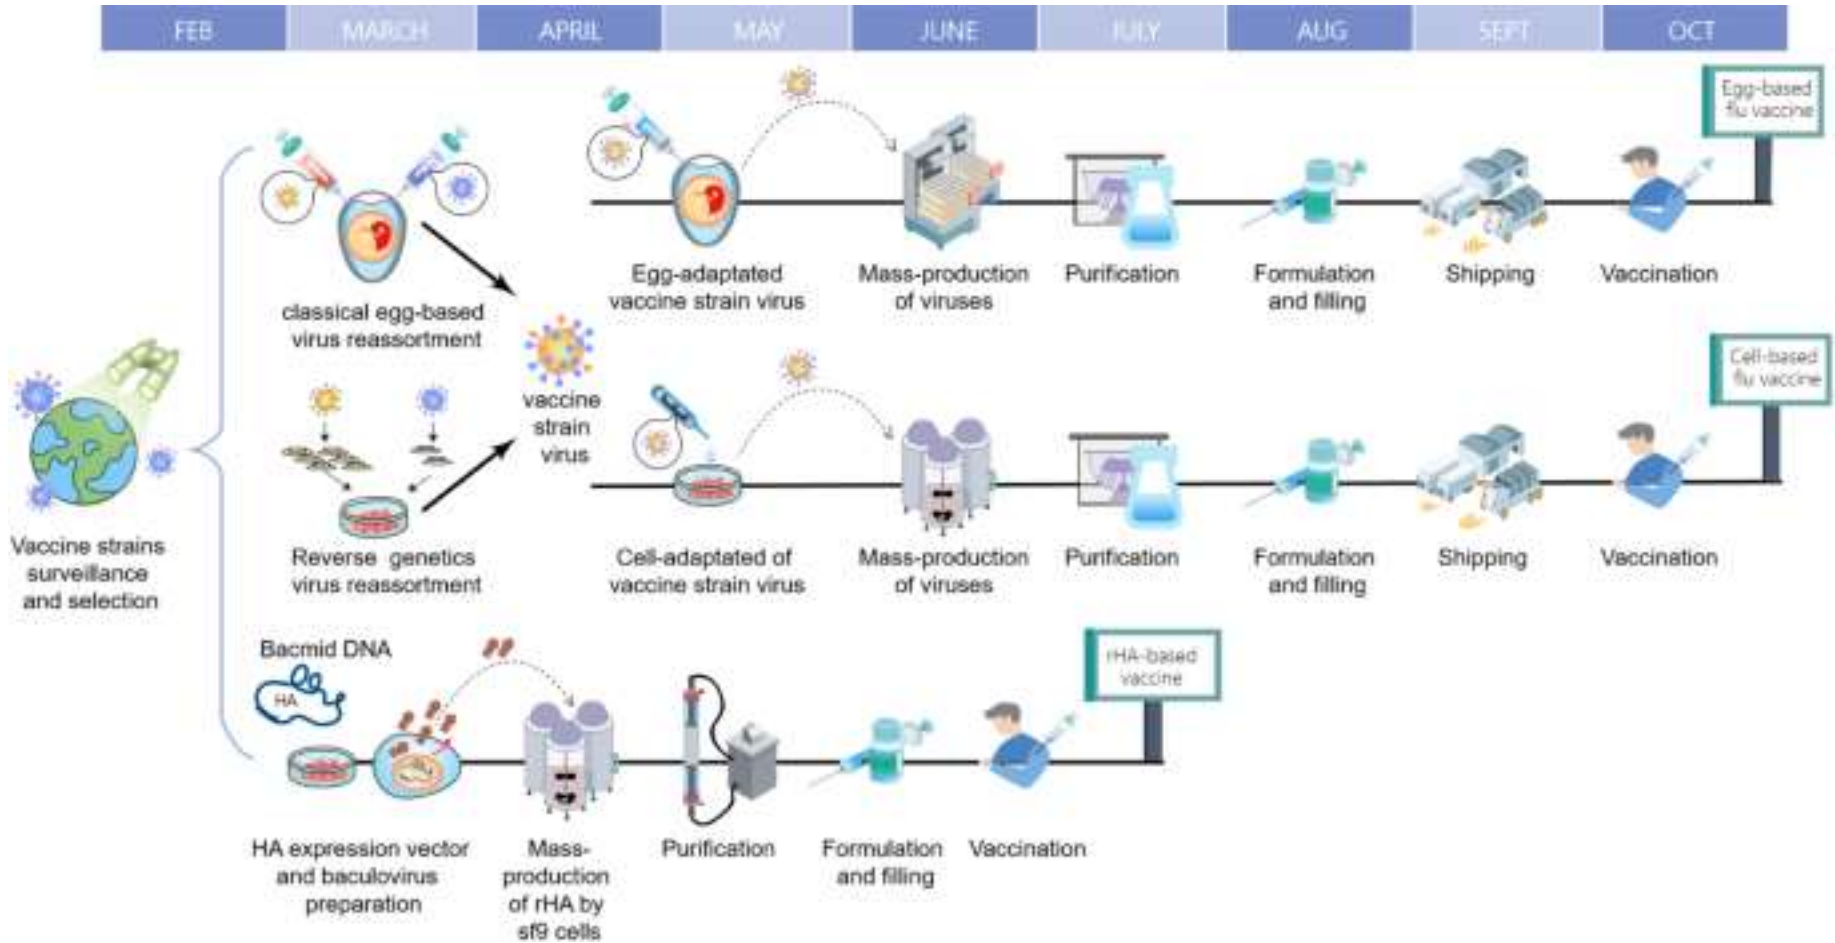 FEB
MARCH
APRIL
MAY
JUNE
JULY
AUG
SEPT
OCT
Egg-based
flu vaccine
classical egg-based
virus reassortment
Egg-adaptated
vaccine strain virus
Mass-production
of viruses
Purification
Formulation
and filling
Shipping
Vaccination
vaccine
strain
virus
Cell-based
flu vaccine
Vaccine strains
surveillance
and selection
Reverse genetics
virus reassortment
Cell-adaptated of
vaccine strain virus
Mass-production
of viruses
Purification
Formulation
and filling
Shipping
Vaccination
Bacmid DNA
HA
rHA-based
vaccine
HA expression vector
and baculovirus
preparation
Mass-
production
of rHA by
sf9 cells
Purification
Formulation
and filling
Vaccination